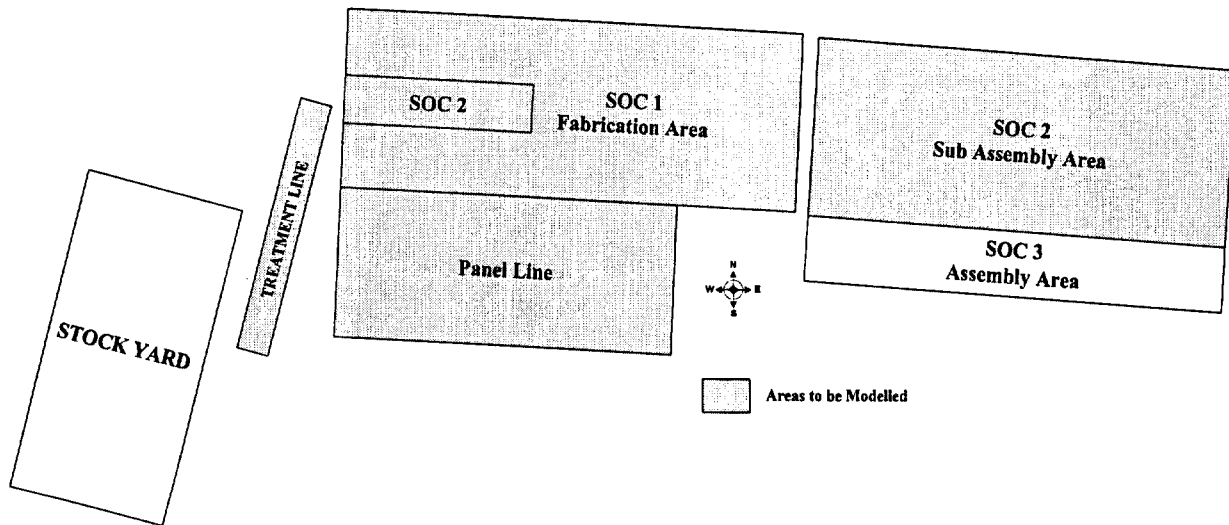 SOC 2
SOC 1
Fabrication Area
SOC 2
Sub Assembly Area
TREATMENT LINE
SOC 3
Assembly Area
Panel Line
N
W
E
S
STOCK YARD
Areas to be Modelled